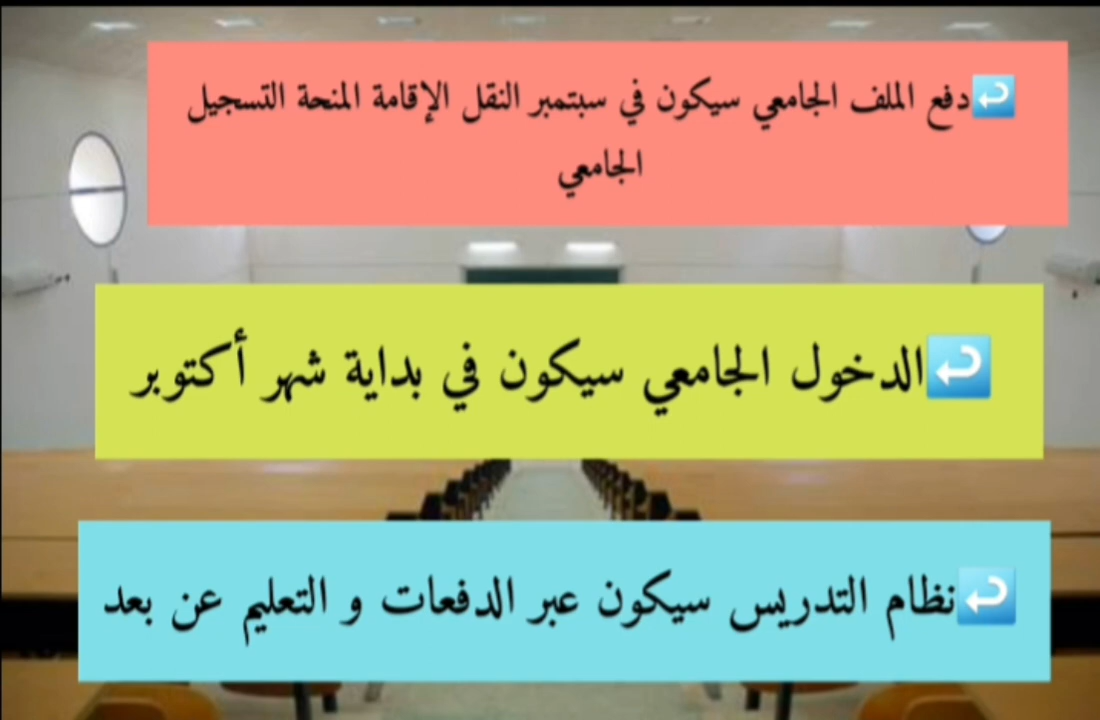 دفع الملف الجامعي سيكون في سبتمبر النقل الإقامة المنحة التسجيل
الجامعي
الدخول الجامعي سيكون في بداية شهر أكتوبر
نظام التدريس سيكون عبر الدفعات و التعليم عن بعد